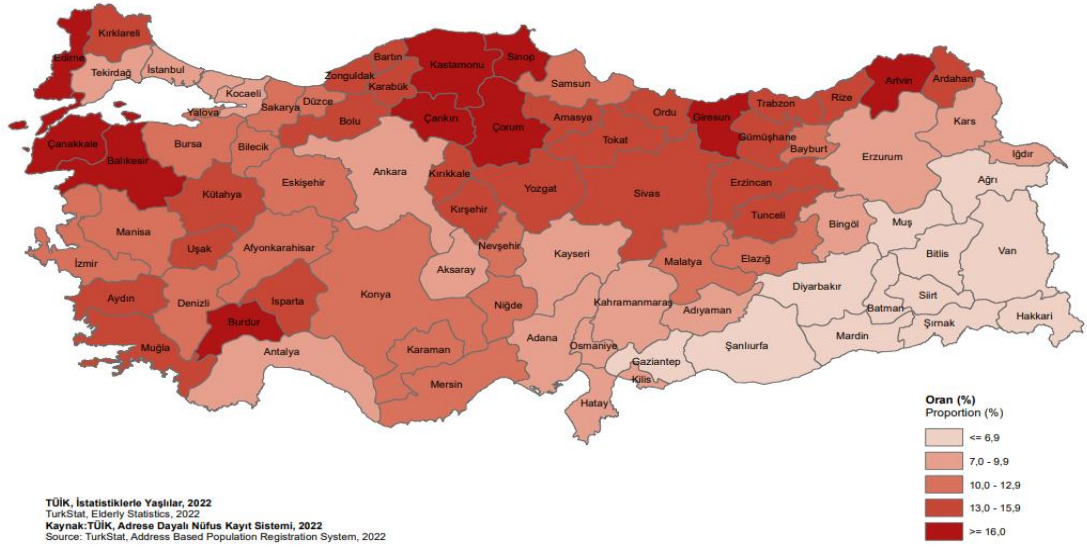 Kırklareli
Edirne
Tekirdağ
İstanbul
Kocaeli
Yalova
Sakarya
Düzce
Zonguldak
Bartın
Karabük
Kastamonu
Sinop
Samsun
Bolu
Çankırı
Çorum
Amasya
Ordu
Giresun
Trabzon
Rize
Artvin
Ardahan
Kars
Gümüşhane
Bayburt
Erzurum
Iğdır
Ağrı
Çanakkale
Balıkesir
Bursa
Bilecik
Eskişehir
Ankara
Kırıkkale
Tokat
Yozgat
Sivas
Erzincan
Tunceli
Kütahya
Kırşehir
Manisa
Uşak
Afyonkarahisar
Nevşehir
Kayseri
Malatya
Elazığ
Bingöl
Muş
Bitlis
Van
İzmir
Aksaray
Aydın
Denizli
Isparta
Konya
Niğde
Kahramanmaraş
Adıyaman
Diyarbakır
Batman
Siirt
Şırnak
Hakkari
Mardin
Burdur
Muğla
Antalya
Karaman
Mersin
Adana
Osmaniye
Gaziantep
Şanlıurfa
Kilis
Hatay
Oran (%)
Proportion (%)
<= 6,9
7,0 - 9,9
10,0 - 12,9
13,0 - 15,9
>= 16,0
TÜİK, İstatistiklerle Yaşlılar, 2022
TurkStat, Elderly Statistics, 2022
Kaynak:TÜİK, Adrese Dayalı Nüfus Kayıt Sistemi, 2022
Source: TurkStat, Address Based Population Registration System, 2022